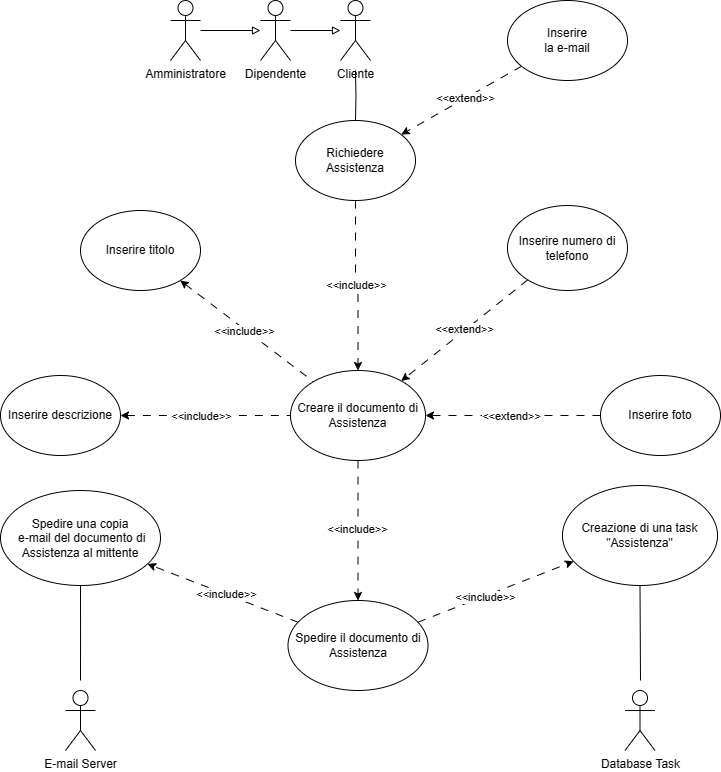 Amministratore
Dipendente
Cliente
Inserire
la e-mail
<<extend>>
Richiedere
Assistenza
Inserire titolo
Inserire numero di
telefono
<<include>>
<<include>>
<<extend>>
Inserire descrizione
<<include>>
Creare il documento di
Assistenza
<<extend>>
Inserire foto
Spedire una copia
e-mail del documento di
Assistenza al mittente
<<include>>
Creazione di una task
"Assistenza"
<<include>>
<<include>>
Spedire il documento di
Assistenza
E-mail Server
Database Task